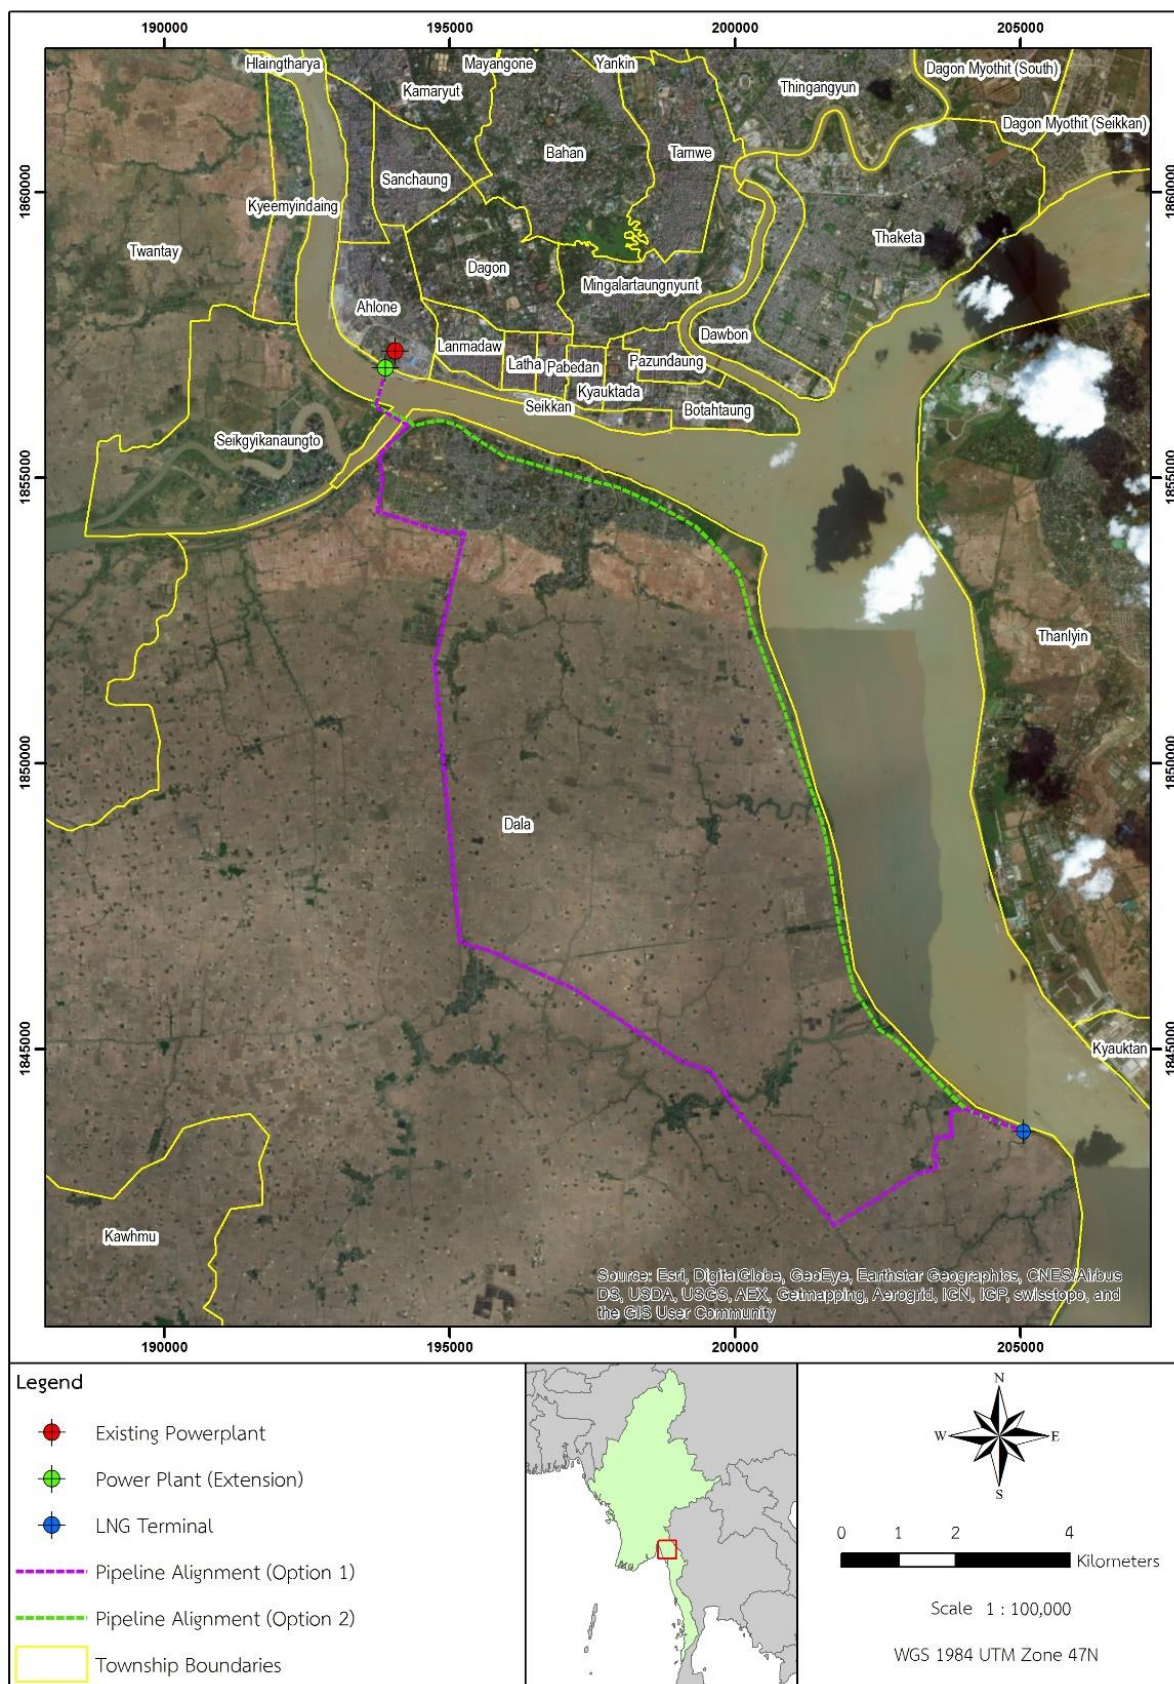 190000
195000
200000
205000
Hlaingtharya
Mayangone
Yankin
Dagon Myothit (South)
Kamaryut
Thingangyun
Dagon Myothit (Seikkan)
Bahan
Tamwe
Sanchaung
1860000
1860000
Kyeemyindaing
Twantay
Thaketa
Dagon
Mingalartaungnyunt
Ahlone
Dawbon
Lanmadaw
Latha
Pabedan
Pazundaung
Kyauktada
Seikkan
Botahtaung
Seikgyikanaungto
1855000
1855000
Thanlyin
1850000
1850000
Dala
1845000
1845000
Kyauktan
Kawhmu
Source: Esri, DigitalGlobe, GeoEye, Earthstar Geographics, CNES/Airbus
DS, USDA, USGS, AEX, Getmapping, Aerogrid, IGN, IGP, swisstopo, and
the GIS User Community
190000
195000
200000
205000
Legend
Existing Powerplant
Power Plant (Extension)
LNG Terminal
Pipeline Alignment (Option 1)
Pipeline Alignment (Option 2)
Township Boundaries
N
W
E
S
0 1 2 4
Kilometers
Scale 1 : 100,000
WGS 1984 UTM Zone 47N